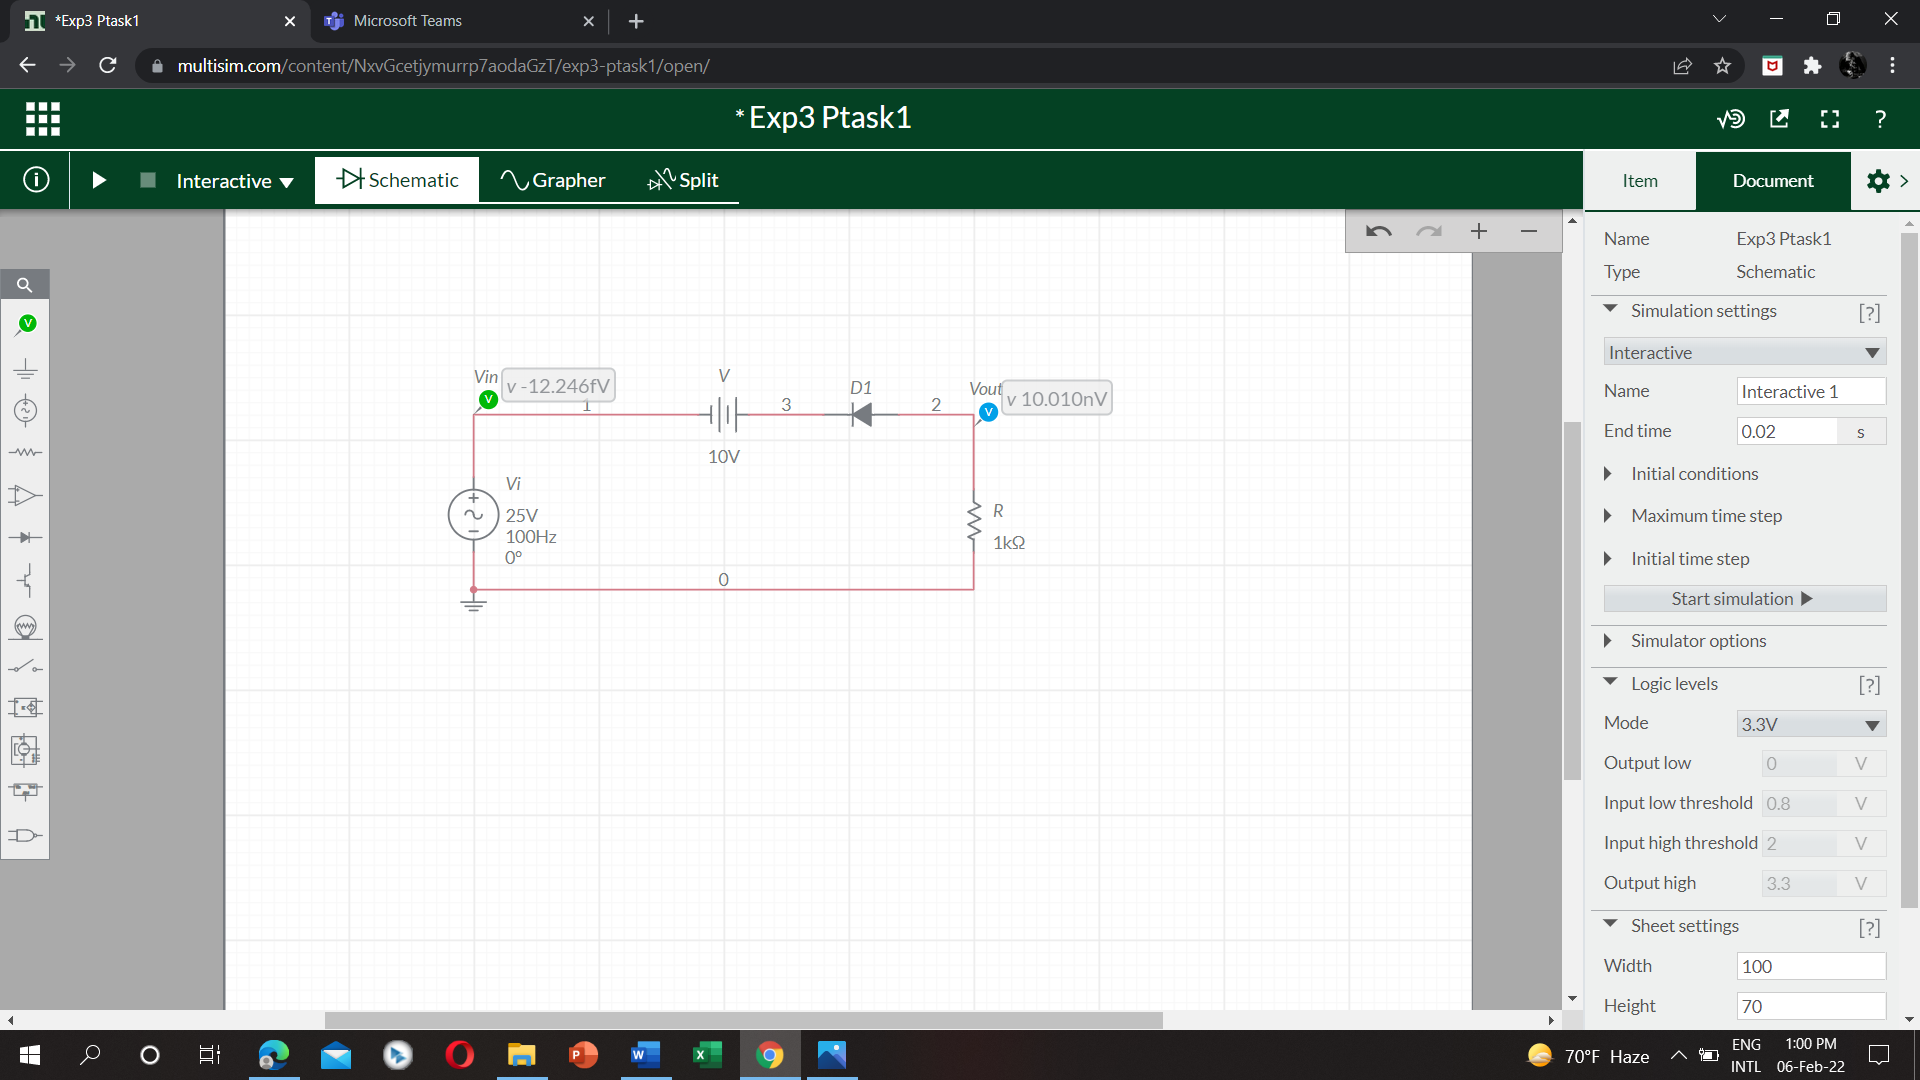 *Exp3 Ptask1
Microsoft Teams
multisim.com/content/NxvGcetjymurrp7aodaGzT/exp3-ptask1/open/
*Exp3 Ptask1
?
Interactive
Schematic
Grapher
Split
Item
Document
Vin
v -12.246fV
1
V
10V
3
D1
2
Vout
v 10.010nV
Vi
25V
100Hz
0°
R
1kΩ
0
Name Exp3 Ptask1
Type Schematic
Simulation settings [?]
Interactive
Name Interactive 1
End time 0.02 s
Initial conditions
Maximum time step
Initial time step
Start simulation
Simulator options
Logic levels [?]
Mode 3.3V
Output low 0 V
Input low threshold 0.8 V
Input high threshold 2 V
Output high 3.3 V
Sheet settings [?]
Width 100
Height 70
70°F Haze
ENG
INTL
1:00 PM
06-Feb-22